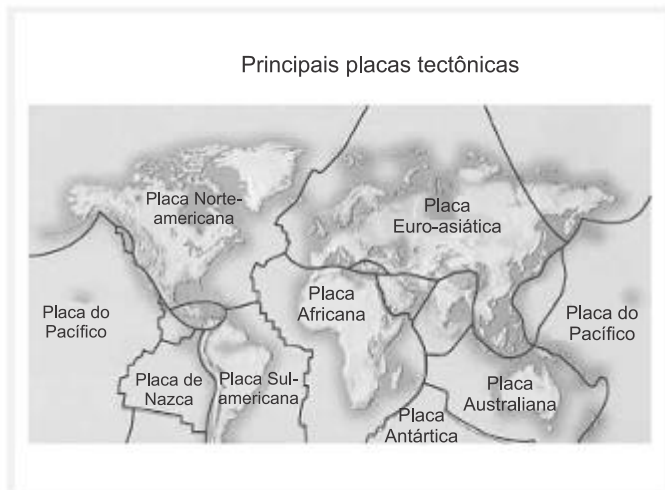 Principais placas tectônicas
Placa Norte-
americana
Placa
Euro-asiática
Placa do
Pacífico
Placa
Africana
Placa do
Pacífico
Placa de
Nazca
Placa Sul-
americana
Placa
Australiana
Placa
Antártica